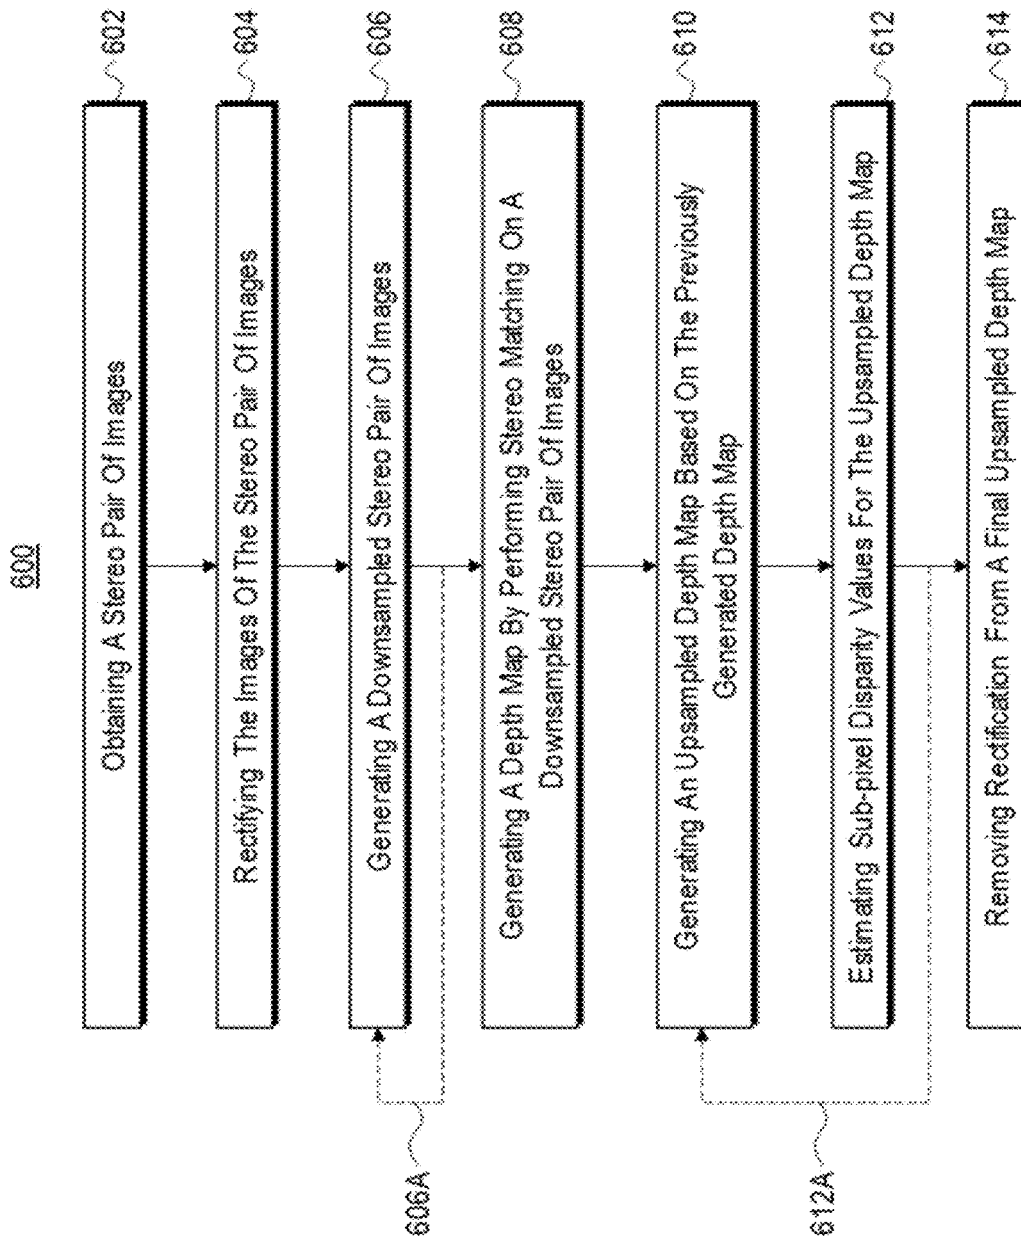 600
Obtaining A Stereo Pair Of Images
602
Rectifying The Images Of The Stereo Pair Of Images
604
Generating A Downsampled Stereo Pair Of Images
606
606A
Generating A Depth Map By Performing Stereo Matching On A
Downsampled Stereo Pair Of Images
608
Generating An Upsampled Depth Map Based On The Previously
Generated Depth Map
610
Estimating Sub-pixel Disparity Values For The Upsampled Depth Map
612
612A
Removing Rectification From A Final Upsampled Depth Map
614